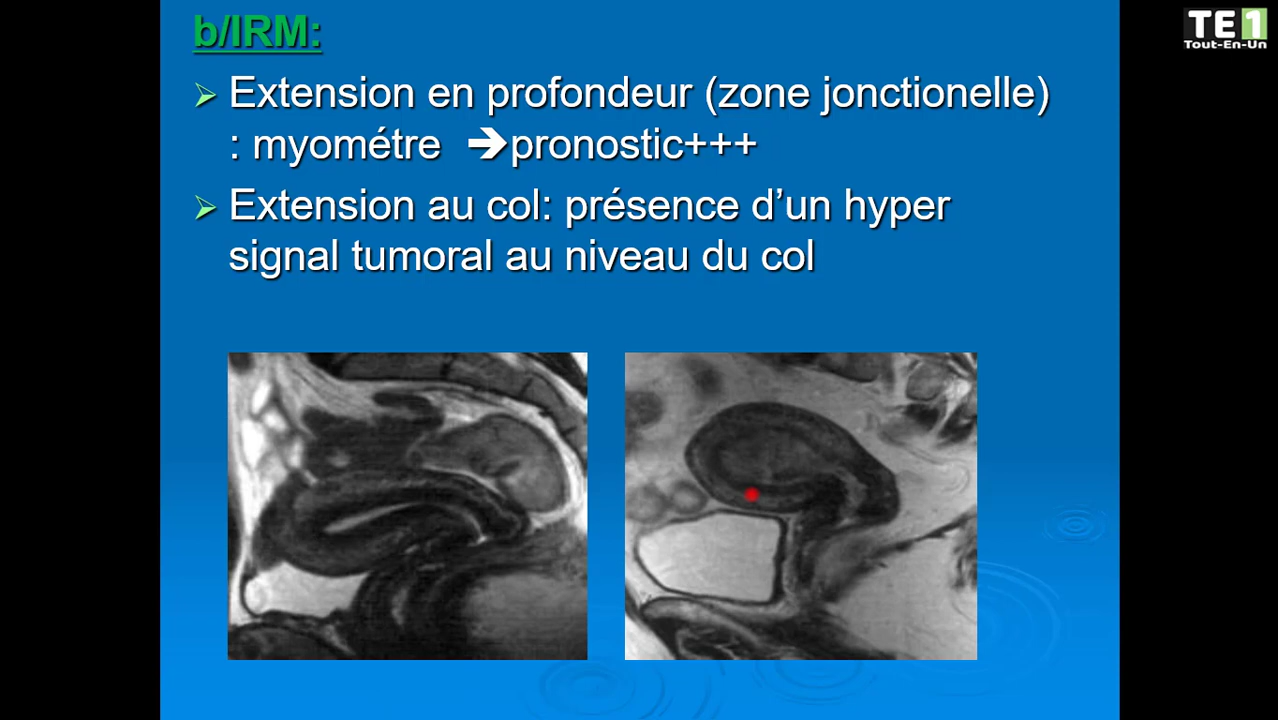 b/IRM:
TE1
Tout-En-Un
➢ Extension en profondeur (zone jonctionelle)
: myométre ➔pronostic+++
➢ Extension au col: présence d’un hyper
signal tumoral au niveau du col